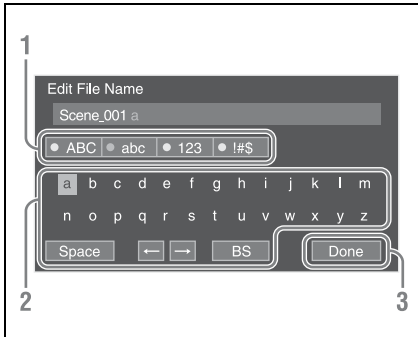 1
Edit File Name
Scene_001 a
ABC abc 123 !#$
a b c d e f g h i j k l m
n o p q r s t u v w x y z
Space ← → BS Done
2 3